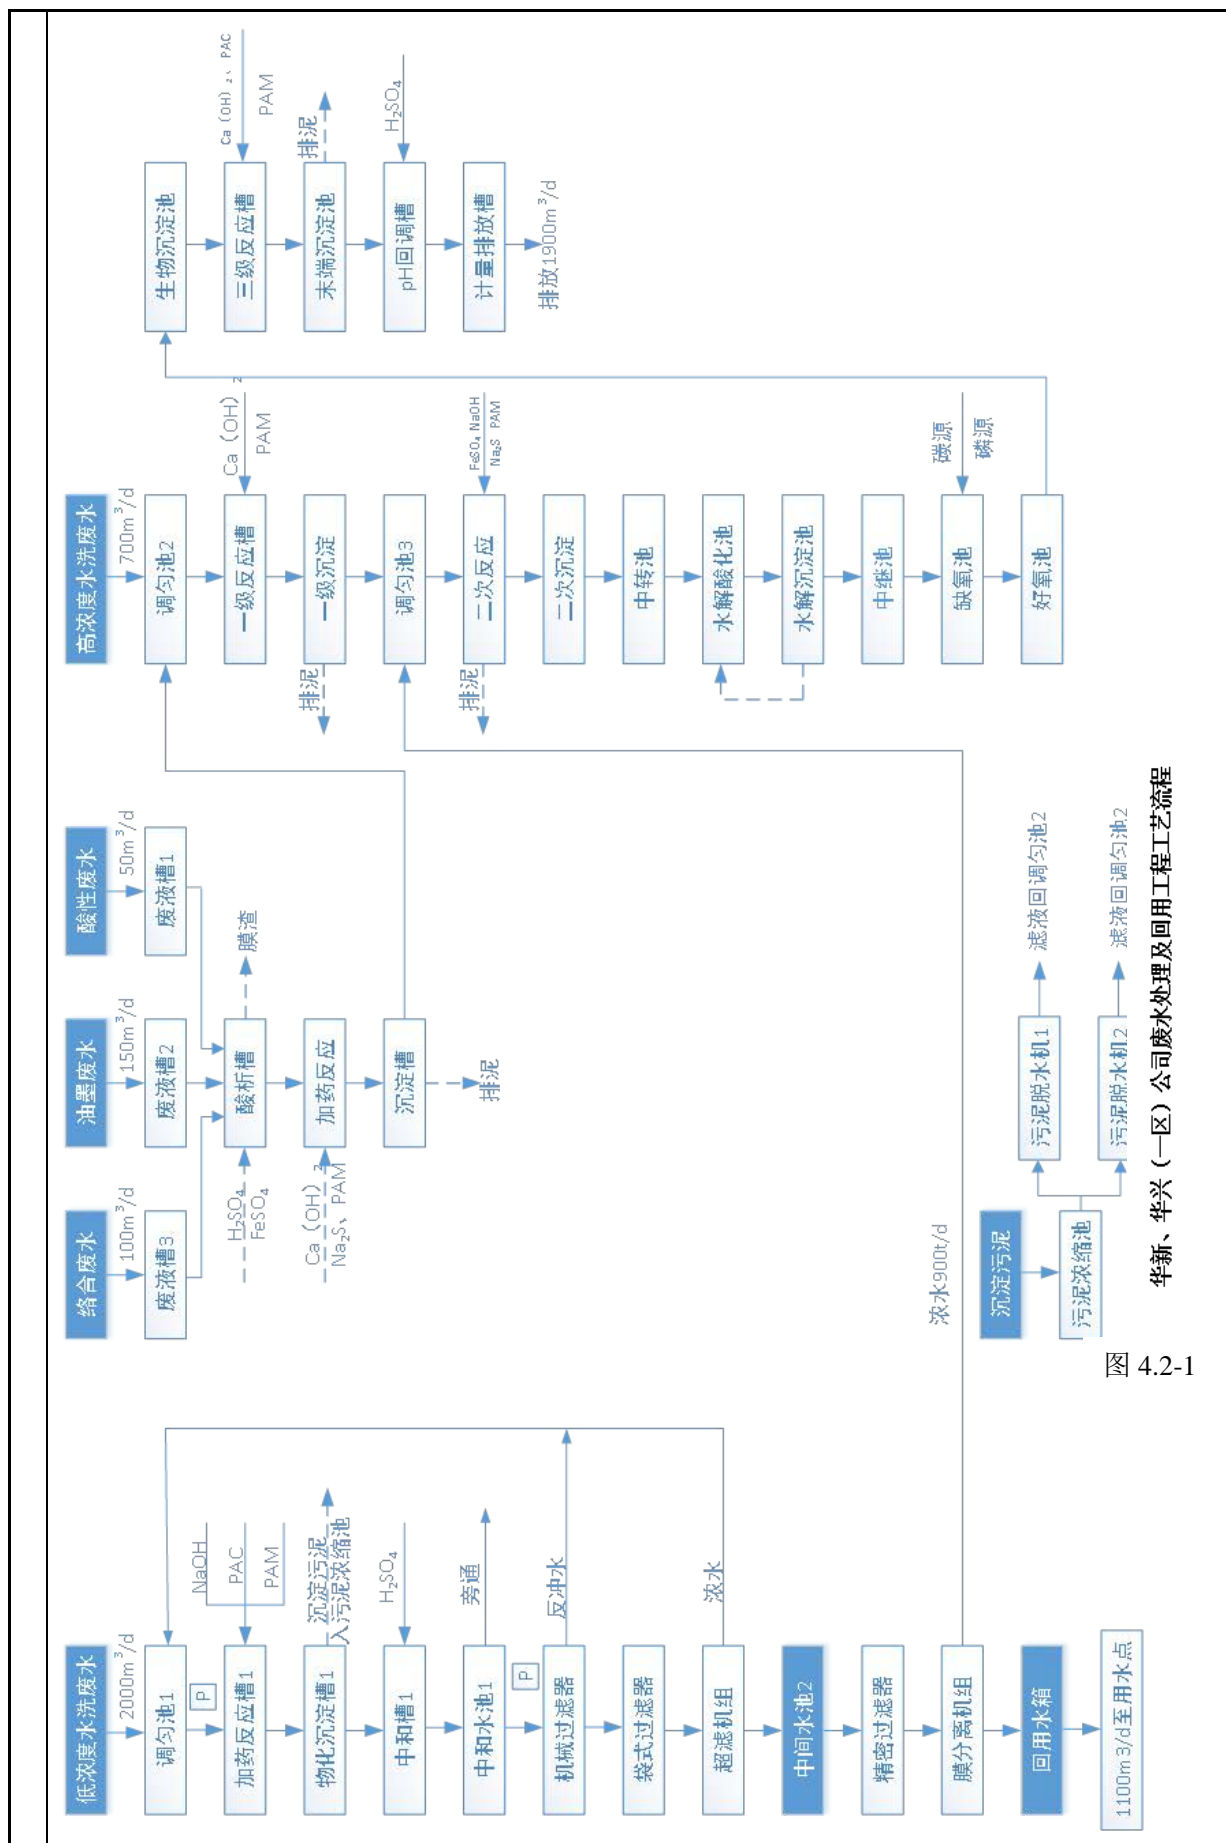 低浓度水洗废水
2000m³/d
调匀池1
P
NaOH
PAC
PAM
加药反应槽1
物化沉淀槽1
沉淀污泥
入污泥浓缩池
H₂SO₄
中和槽1
中和水池1
旁通
P
机械过滤器
反冲水
袋式过滤器
超滤机组
浓水
中间水池2
精密过滤器
膜分离机组
浓水900t/d
回用水箱
1100m3/d至用水点
络合废水
100m³/d
废液槽3
油墨废水
150m³/d
废液槽2
酸性废水
50m³/d
废液槽1
H₂SO₄
FeSO₄
酸析槽
膜渣
Ca（OH）₂
Na₂S、PAM
加药反应
沉淀槽
排泥
高浓度水洗废水
700m³/d
调匀池2
Ca（OH）₂
PAM
一级反应槽
一级沉淀
排泥
调匀池3
FeSO₄ NaOH
Na₂S PAM
二次反应
排泥
二次沉淀
中转池
水解酸化池
水解沉淀池
中继池
碳源
磷源
缺氧池
好氧池
生物沉淀池
Ca（OH）₂、PAC
PAM
三级反应槽
末端沉淀池
排泥
H₂SO₄
pH回调槽
计量排放槽
排放1900m³/d
沉淀污泥
污泥浓缩池
污泥脱水机1
滤液回调匀池2
污泥脱水机2
滤液回调匀池2
华新、华兴（一区）公司废水处理及回用工程工艺流程
图 4.2-1